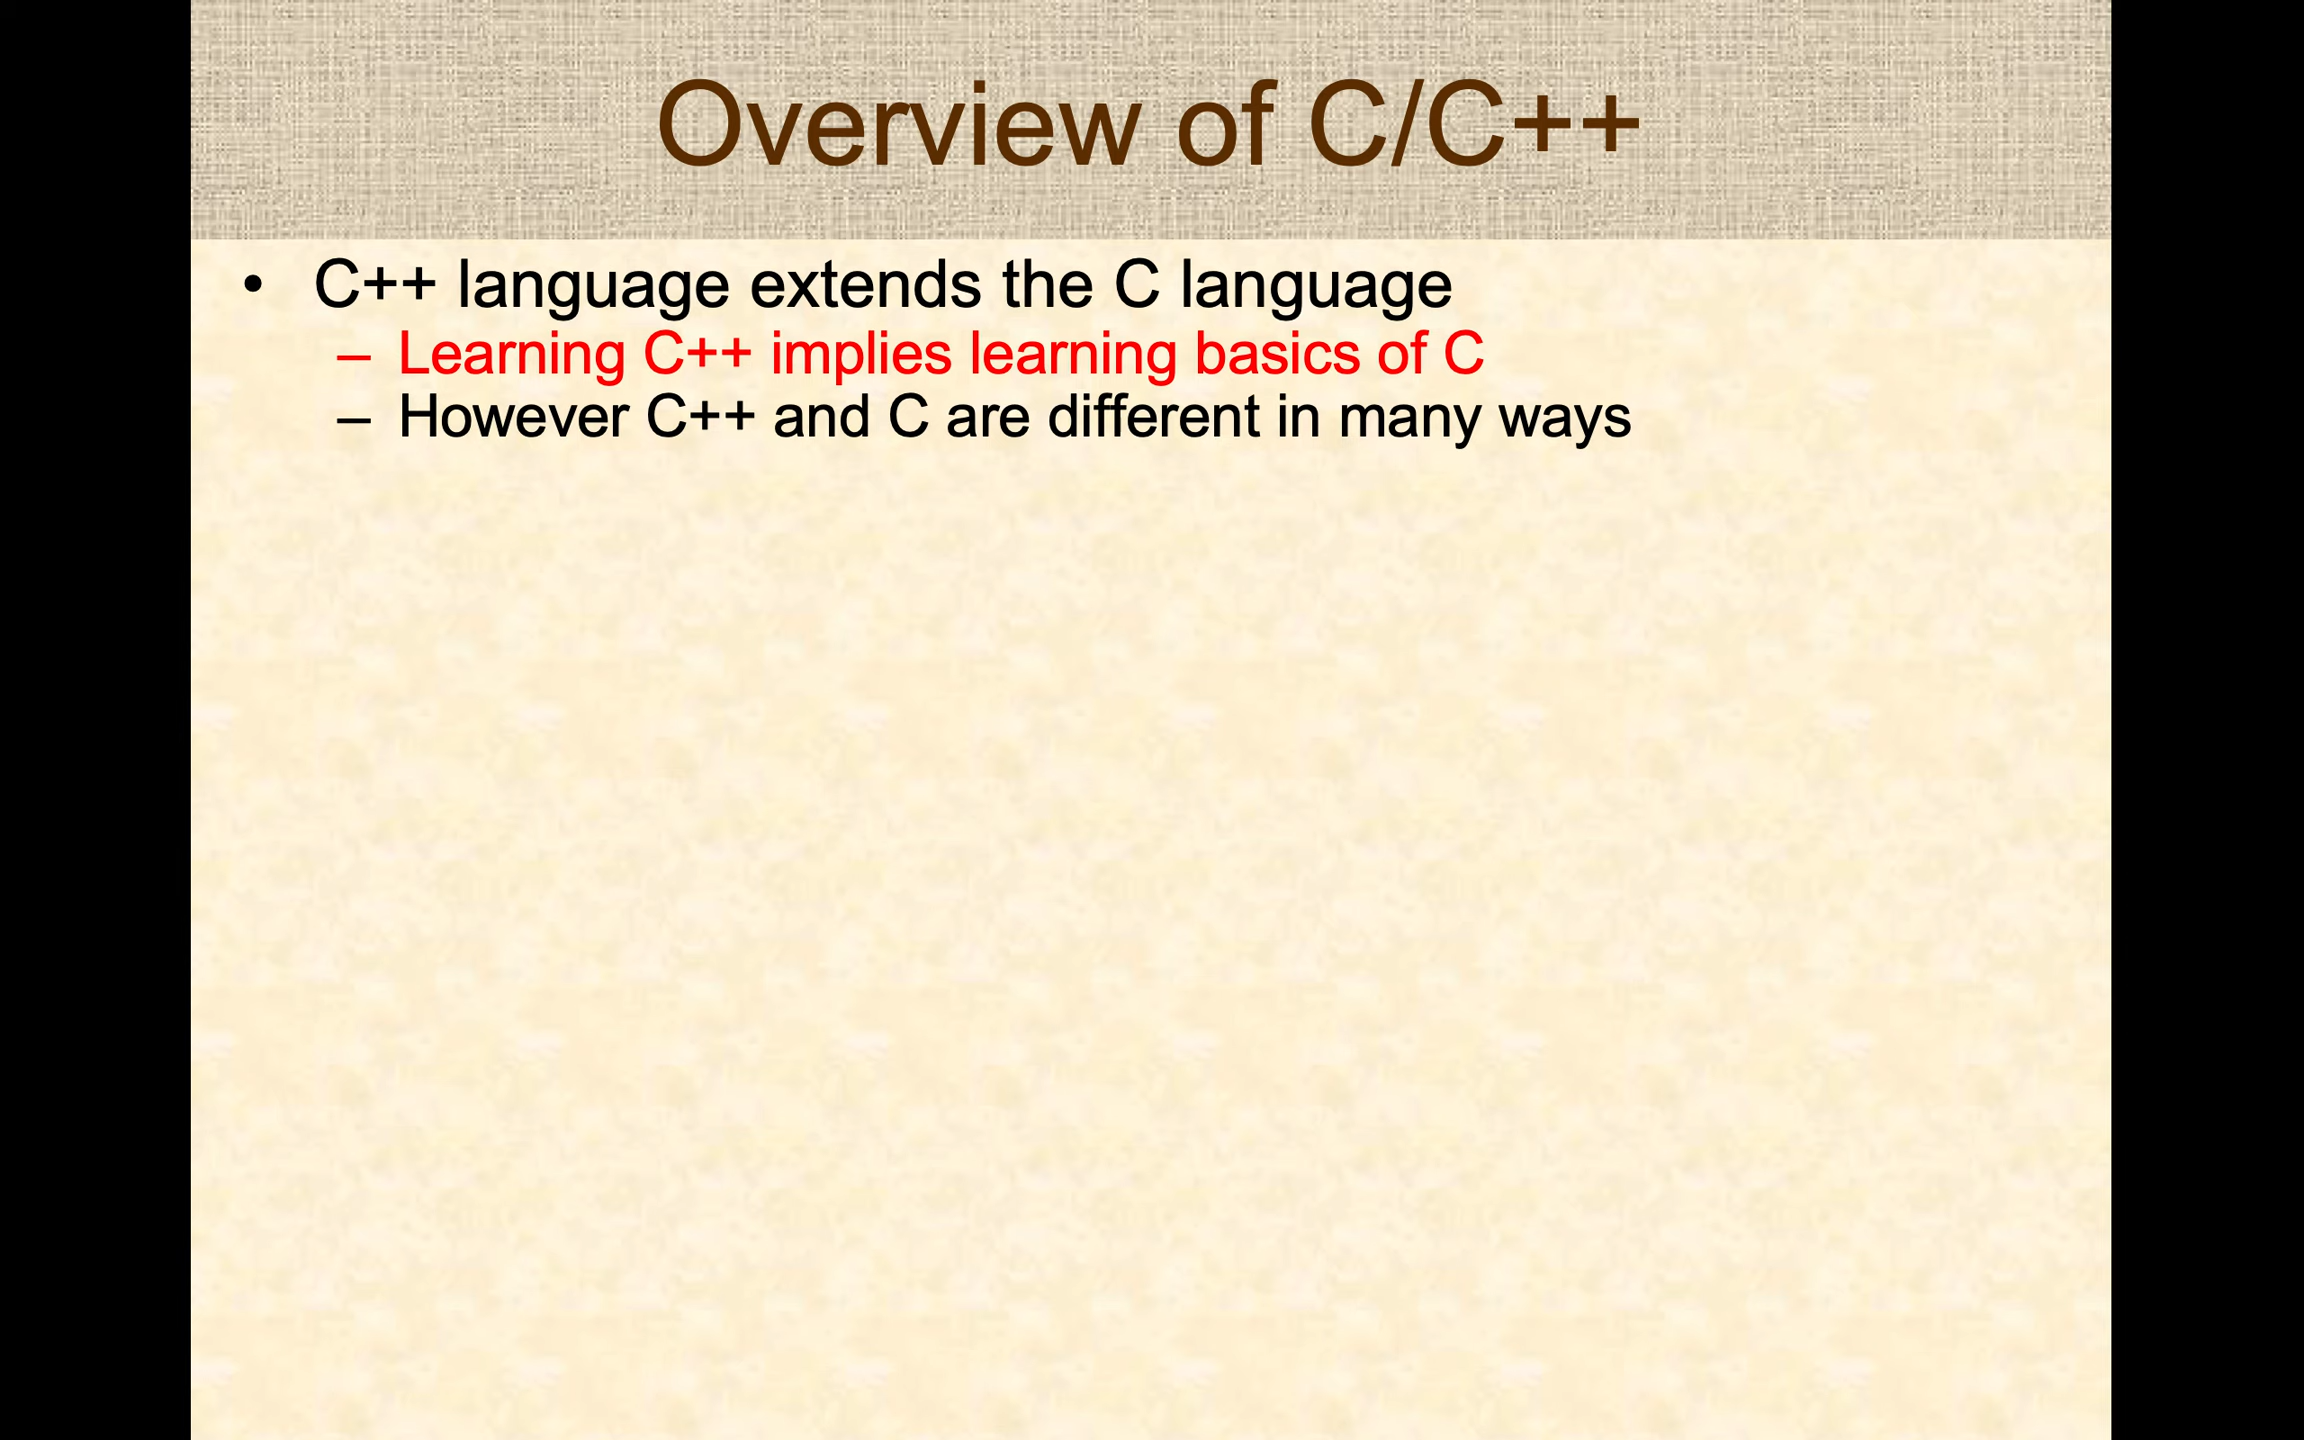 Overview of C/C++
• C++ language extends the C language
– Learning C++ implies learning basics of C
– However C++ and C are different in many ways